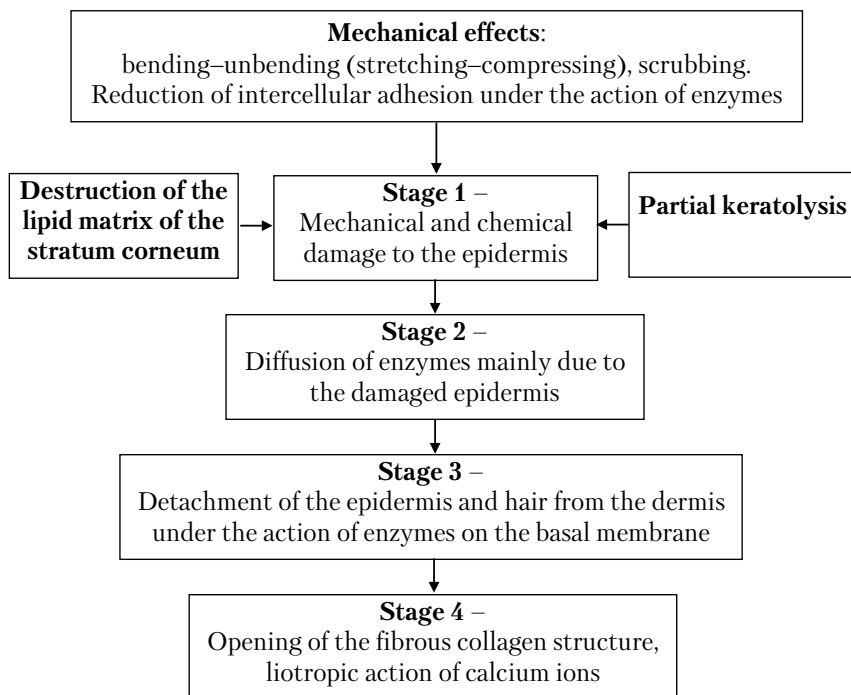 Mechanical effects:
bending–unbending (stretching–compressing), scrubbing.
Reduction of intercellular adhesion under the action of enzymes
Destruction of the
lipid matrix of the
stratum corneum
Stage 1 –
Mechanical and chemical
damage to the epidermis
Partial keratolysis
Stage 2 –
Diffusion of enzymes mainly due to
the damaged epidermis
Stage 3 –
Detachment of the epidermis and hair from the dermis
under the action of enzymes on the basal membrane
Stage 4 –
Opening of the fibrous collagen structure,
liotropic action of calcium ions